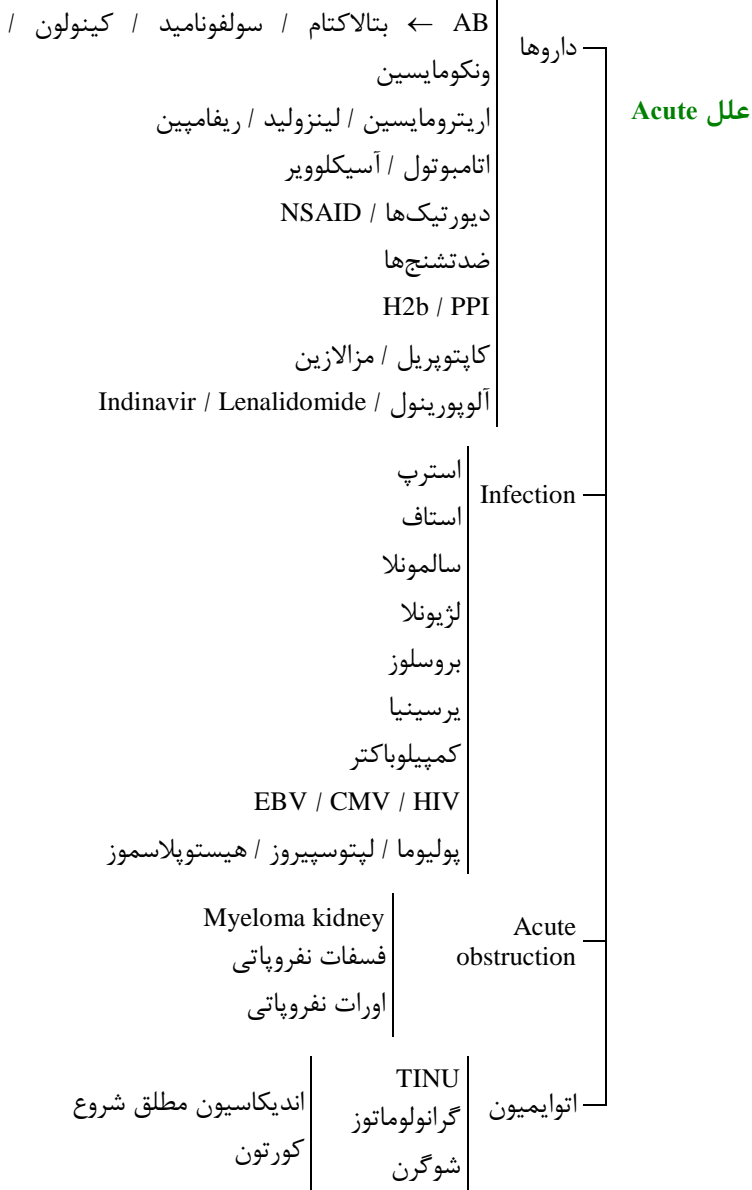 علل Acute
داروها
AB ← بتالاکتام / سولفونامید / کینولون /
ونکومایسین
اریترومایسین / لینزولید / ریفامپین
اتامبوتول / آسیکلوویر
دیورتیک‌ها / NSAID
ضدتشنج‌ها
H2b / PPI
کاپتوپریل / مزالازین
آلوپورینول / Indinavir / Lenalidomide
Infection
استرپ
استاف
سالمونلا
لژیونلا
بروسلوز
یرسینیا
کمپیلوباکتر
EBV / CMV / HIV
پولیوما / لپتوسپیروز / هیستوپلاسموز
Acute
obstruction
Myeloma kidney
فسفات نفروپاتی
اورات نفروپاتی
اتوایمیون
TINU
گرانولوماتوز
شوگرن
اندیکاسیون مطلق شروع
کورتون